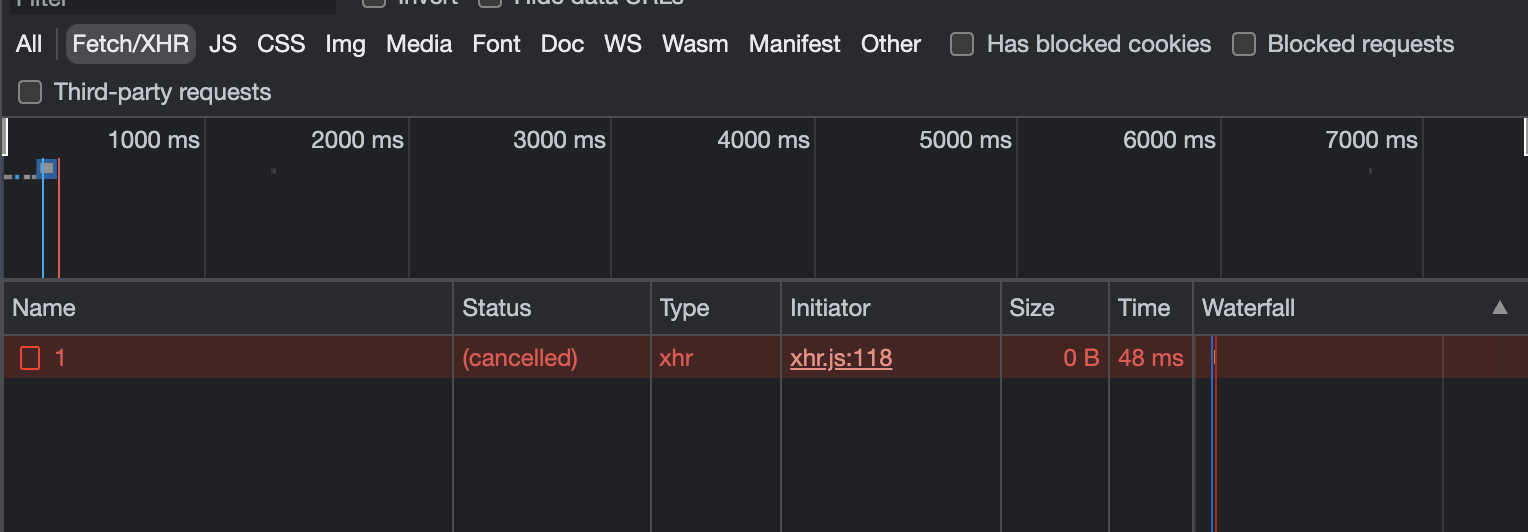 Filter Invert Hide data URLs
All Fetch/XHR JS CSS Img Media Font Doc WS Wasm Manifest Other Has blocked cookies Blocked requests
Third-party requests
1000 ms 2000 ms 3000 ms 4000 ms 5000 ms 6000 ms 7000 ms
Name Status Type Initiator Size Time Waterfall
1 (cancelled) xhr xhr.js:118 0 B 48 ms